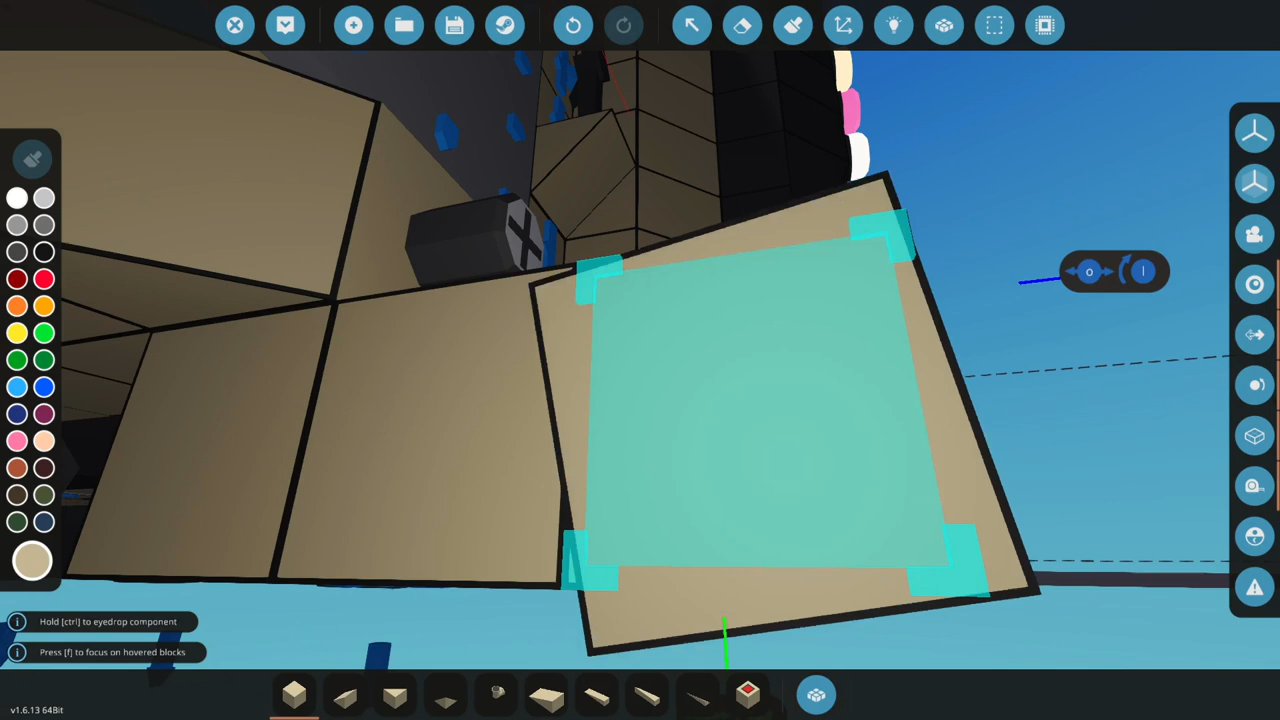 O I
Hold [ctrl] to eyedrop component
Press [f] to focus on hovered blocks
v1.6.13 64Bit